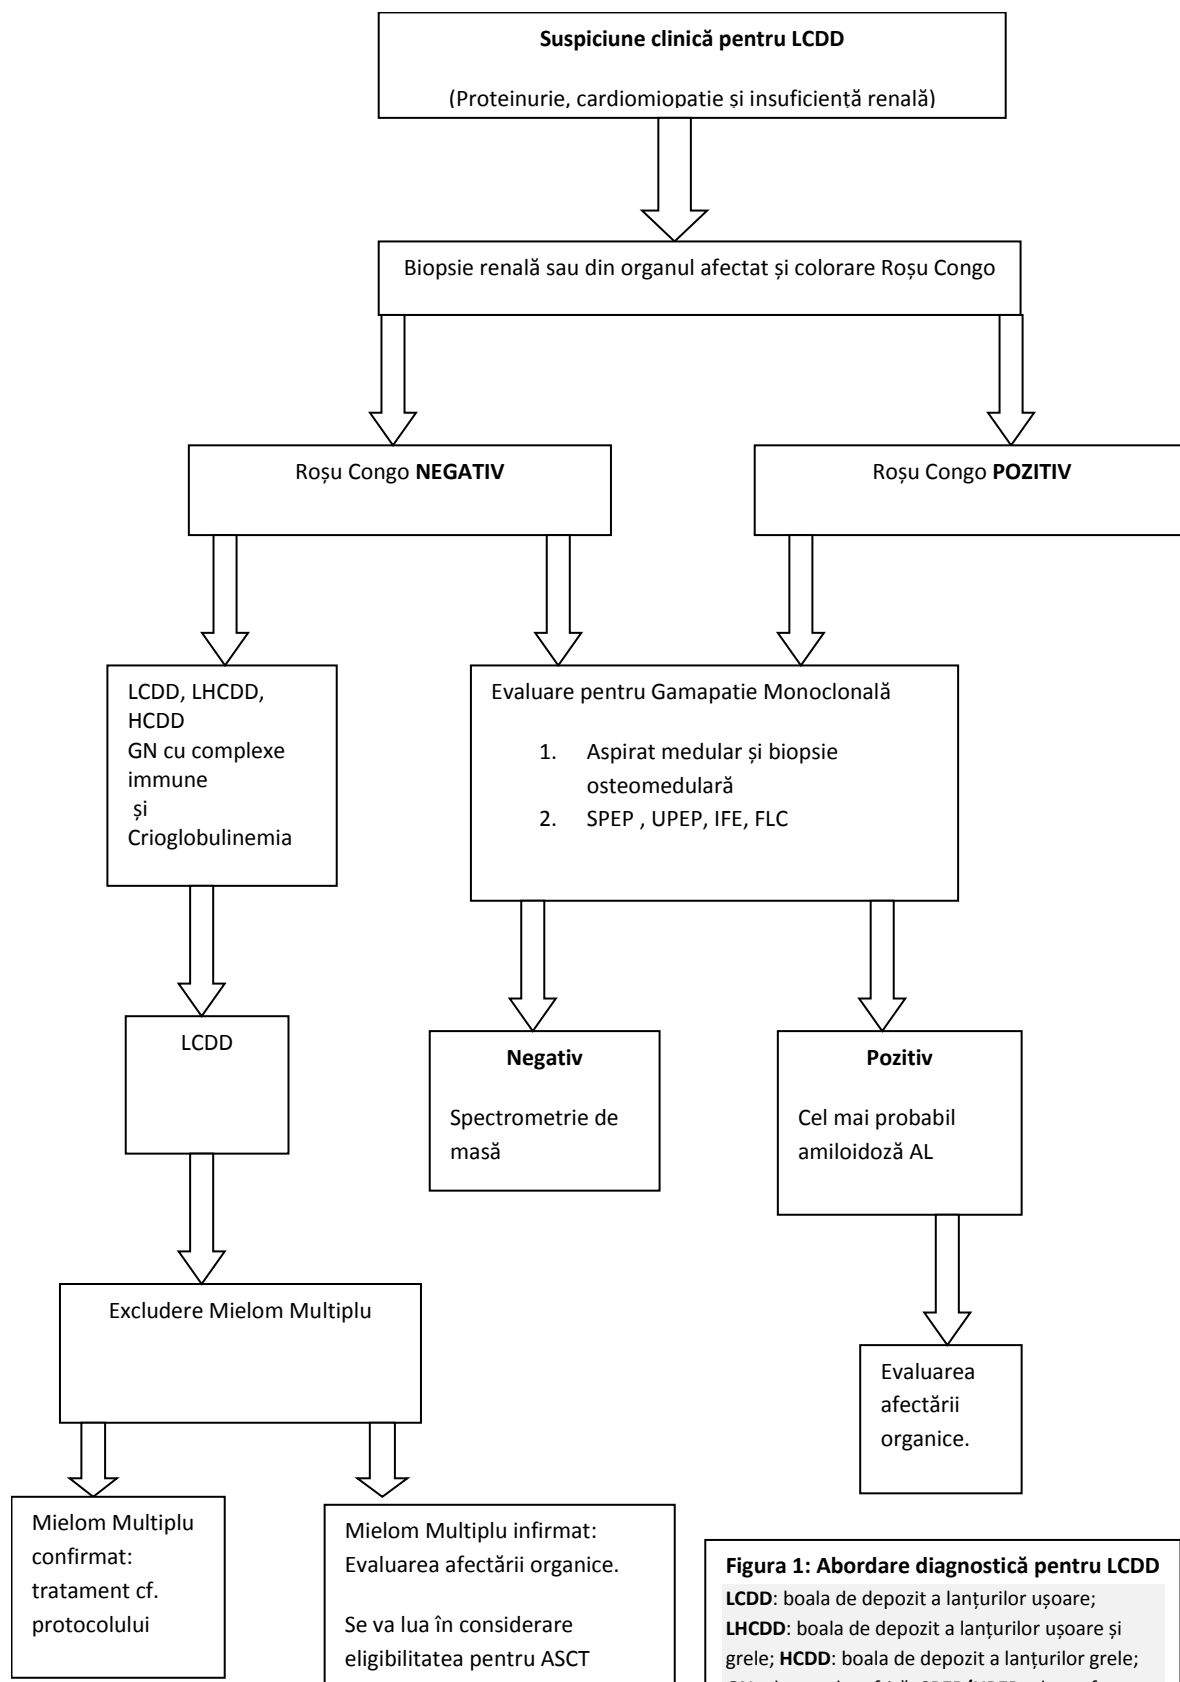 Suspiciune clinică pentru LCDD
(Proteinurie, cardiomiopatie și insuficiență renală)
Biopsie renală sau din organul afectat și colorare Roșu Congo
Roșu Congo NEGATIV
Roșu Congo POZITIV
LCDD, LHCDD,
HCDD
GN cu complexe
immune
și
Crioglobulinemia
Evaluare pentru Gamapatie Monoclonală
1. Aspirat medular și biopsie
osteomedulară
2. SPEP , UPEP, IFE, FLC
LCDD
Negativ
Spectrometrie de
masă
Pozitiv
Cel mai probabil
amiloidoză AL
Excludere Mielom Multiplu
Evaluarea
afectării
organice.
Mielom Multiplu
confirmat:
tratament cf.
protocolului
Mielom Multiplu infirmat:
Evaluarea afectării organice.
Se va lua în considerare
eligibilitatea pentru ASCT
Figura 1: Abordare diagnostică pentru LCDD
LCDD: boala de depozit a lanțurilor ușoare;
LHCDD: boala de depozit a lanțurilor ușoare și
grele; HCDD: boala de depozit a lanțurilor grele;